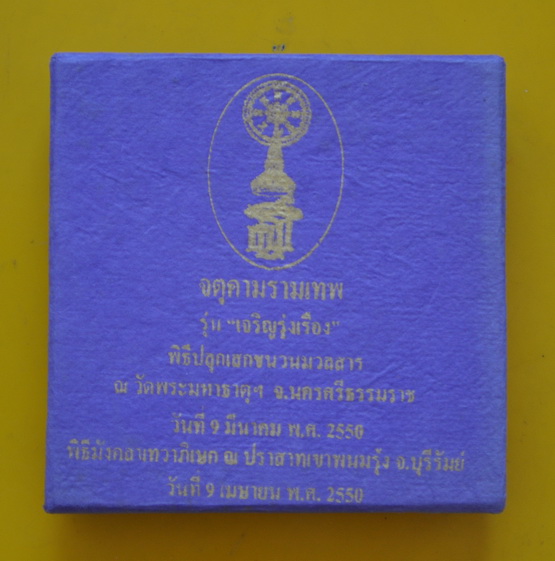 จตุคามรามเทพ
รุ่น "เจริญรุ่งเรือง"
พิธีปลุกเสกชนวนมวลสาร
ณ วัดพระมหาธาตุฯ จ.นครศรีธรรมราช
วันที่ 9 มีนาคม พ.ศ. 2550
พิธีมังคลาเทวาภิเษก ณ ปราสาทเขาพนมรุ้ง จ.บุรีรัมย์
วันที่ 9 เมษายน พ.ศ. 2550